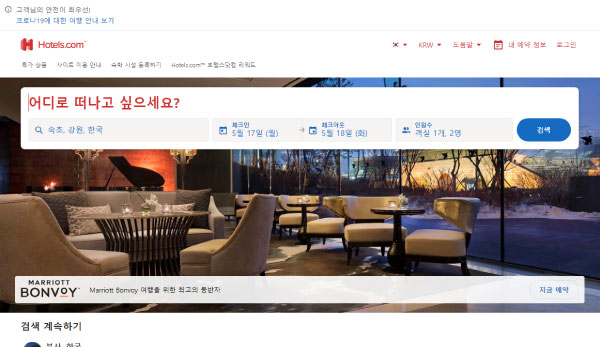 고객님의 안전이 최우선!
코로나19에 대한 여행 안내 보기
Hotels.com™
KRW 도움말 내 예약 정보 로그인
특가 상품 사이트 이용 안내 숙박 시설 등록하기 Hotels.com™ 호텔스닷컴 리워드
어디로 떠나고 싶으세요?
속초, 강원, 한국
체크인
5월 17일 (월)
체크아웃
5월 18일 (화)
인원수
객실 1개, 2명
검색
MARRIOTT
BONVOY™
Marriott Bonvoy 여행을 위한 최고의 동반자
지금 예약
검색 계속하기
부산, 한국